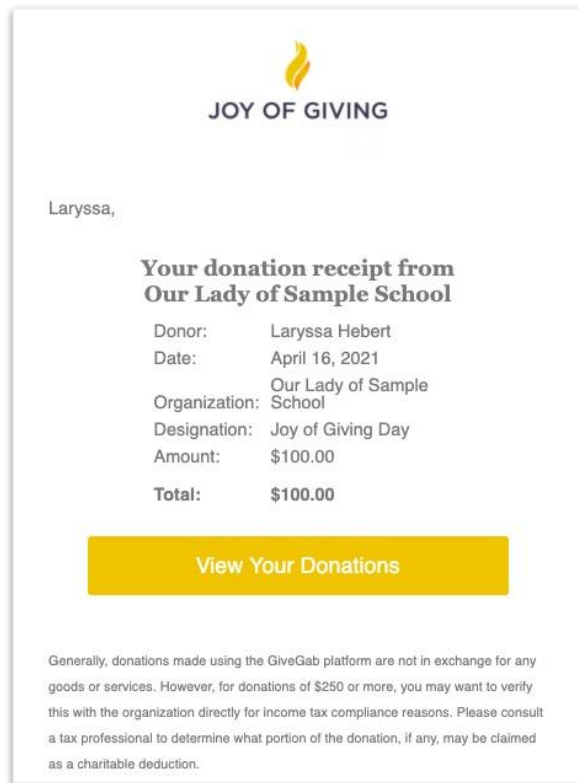 JOY OF GIVING
Laryssa,
Your donation receipt from
Our Lady of Sample School
Donor: Laryssa Hebert
Date: April 16, 2021
Organization: Our Lady of Sample School
Designation: Joy of Giving Day
Amount: $100.00
Total: $100.00
View Your Donations
Generally, donations made using the GiveGab platform are not in exchange for any
goods or services. However, for donations of $250 or more, you may want to verify
this with the organization directly for income tax compliance reasons. Please consult
a tax professional to determine what portion of the donation, if any, may be claimed
as a charitable deduction.